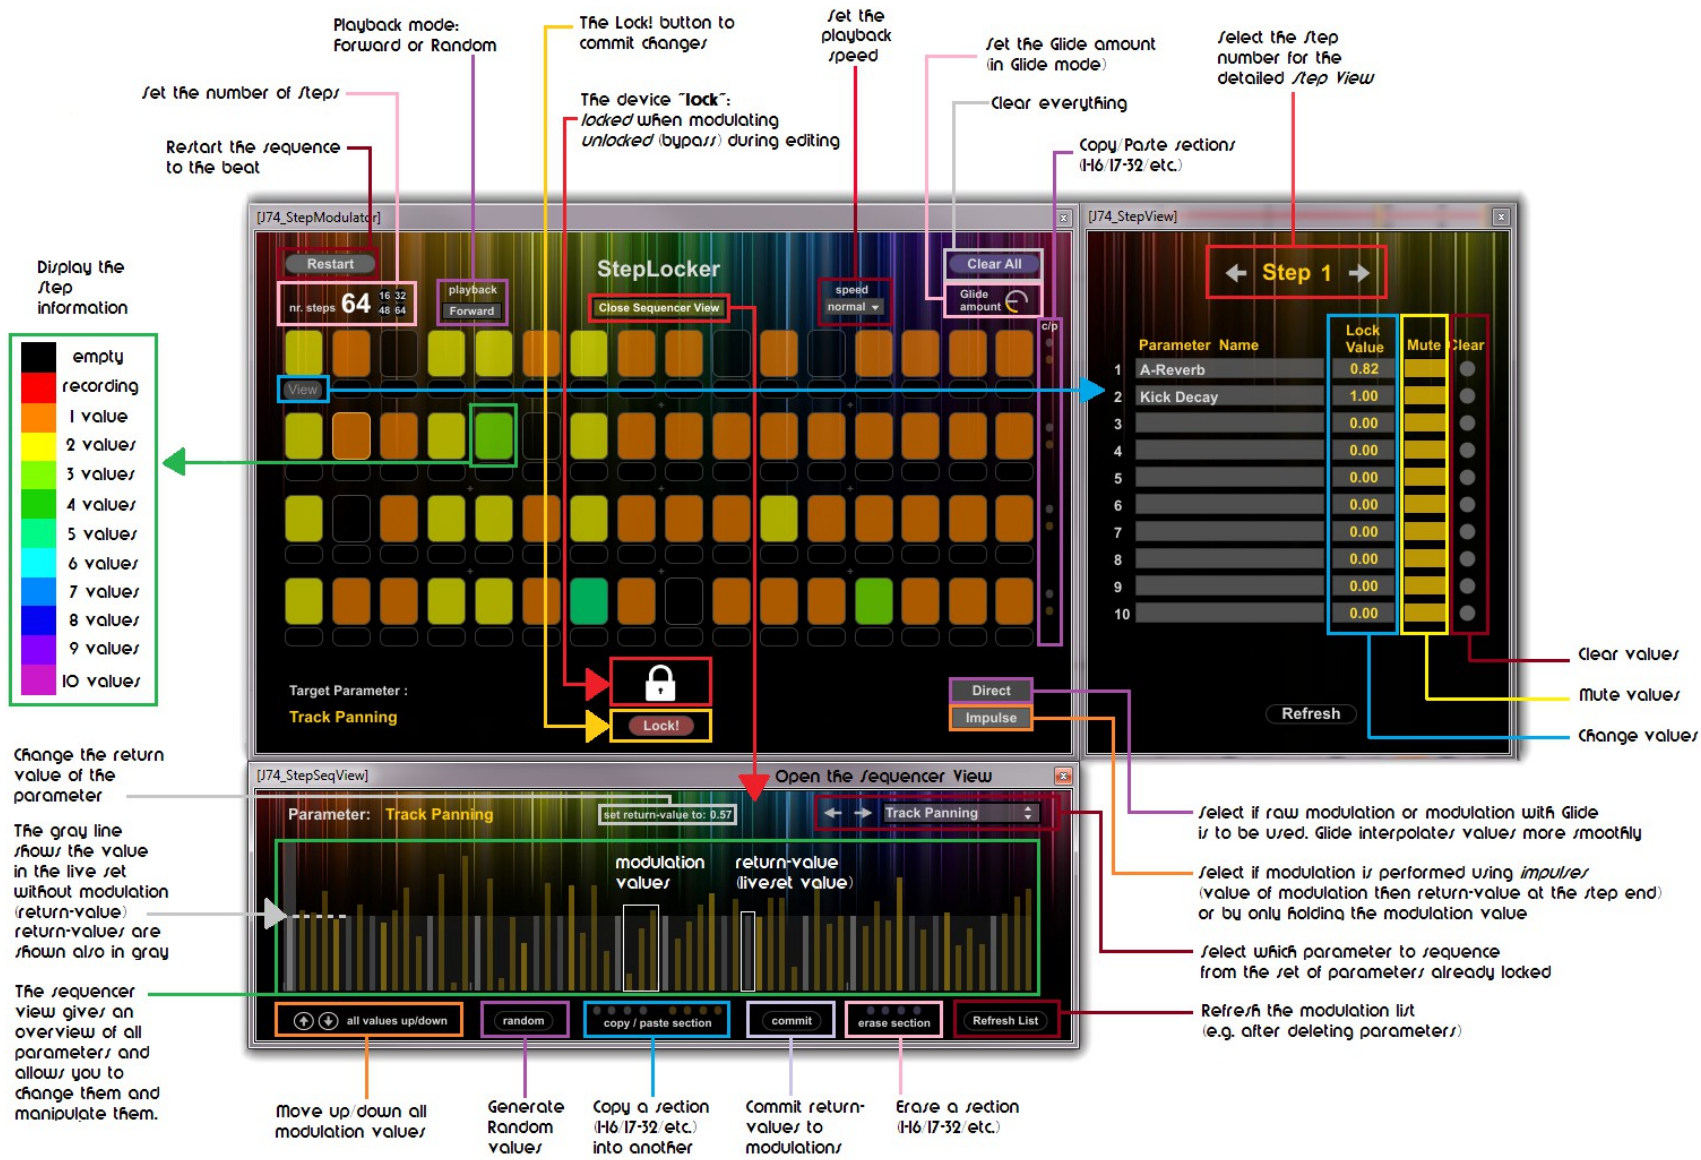 Playback mode:
Forward or Random
The Lock! button to
commit changes
Set the
playback
speed
Set the Glide amount
(in Glide mode)
Select the Step
number for the
detailed Step View
Set the number of Steps
The device "lock":
locked when modulating
unlocked (bypass) during editing
Clear everything
Restart the sequence
to the beat
Copy/Paste sections
(1-16/17-32/etc.)
[J74_StepModulator]
x
[J74_StepView]
x
Restart
StepLocker
Clear All
Step 1
Display the
Step
information
nr. steps 64 16 32
48 64
playback
Forward
Close Sequencer View
speed
normal
Glide
amount
c/p
View
empty
recording
1 value
2 values
3 values
4 values
5 values
6 values
7 values
8 values
9 values
10 values
Parameter Name Lock
Value Mute Clear
1 A-Reverb 0.82
2 Kick Decay 1.00
3 0.00
4 0.00
5 0.00
6 0.00
7 0.00
8 0.00
9 0.00
10 0.00
Clear values
Mute values
Change values
Refresh
Target Parameter :
Track Panning
Lock!
Direct
Impulse
[J74_StepSeqView]
Open the Sequencer View
x
Change the return
value of the
parameter
Parameter: Track Panning
set return-value to: 0.57
Track Panning
Select if raw modulation or modulation with Glide
is to be used. Glide interpolates values more smoothly
The gray line
shows the value
in the live set
without modulation
(return-value)
return-values are
shown also in gray
modulation
values
return-value
(liveset value)
Select if modulation is performed using impulses
(value of modulation then return-value at the step end)
or by only holding the modulation value
Select which parameter to sequence
from the set of parameters already locked
The sequencer
view gives an
overview of all
parameters and
allows you to
change them and
manipulate them.
all values up/down
random
copy / paste section
commit
erase section
Refresh List
Refresh the modulation list
(e.g. after deleting parameters)
Move up/down all
modulation values
Generate
Random
values
Copy a section
(1-16/17-32/etc.)
into another
Commit return-
values to
modulations
Erase a section
(1-16/17-32/etc.)